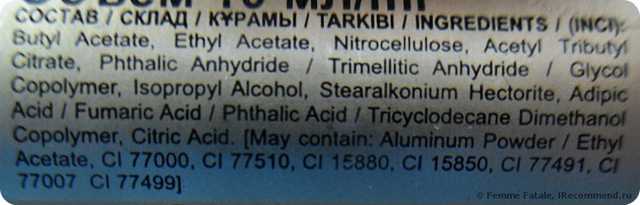 СОСТАВ / СКЛАД / ҚҰРАМЫ / TARKIBI / INGREDIENTS / (INCI):
Butyl Acetate, Ethyl Acetate, Nitrocellulose, Acetyl Tributyl
Citrate, Phthalic Anhydride / Trimellitic Anhydride / Glycol
Copolymer, Isopropyl Alcohol, Stearalkonium Hectorite, Adipic
Acid / Fumaric Acid / Phthalic Acid / Tricyclodecane Dimethanol
Copolymer, Citric Acid. [May contain: Aluminum Powder / Ethyl
Acetate, CI 77000, CI 77510, CI 15880, CI 15850, CI 77491, CI
77007 CI 77499]
© Femme Fatale, IRecommend.ru